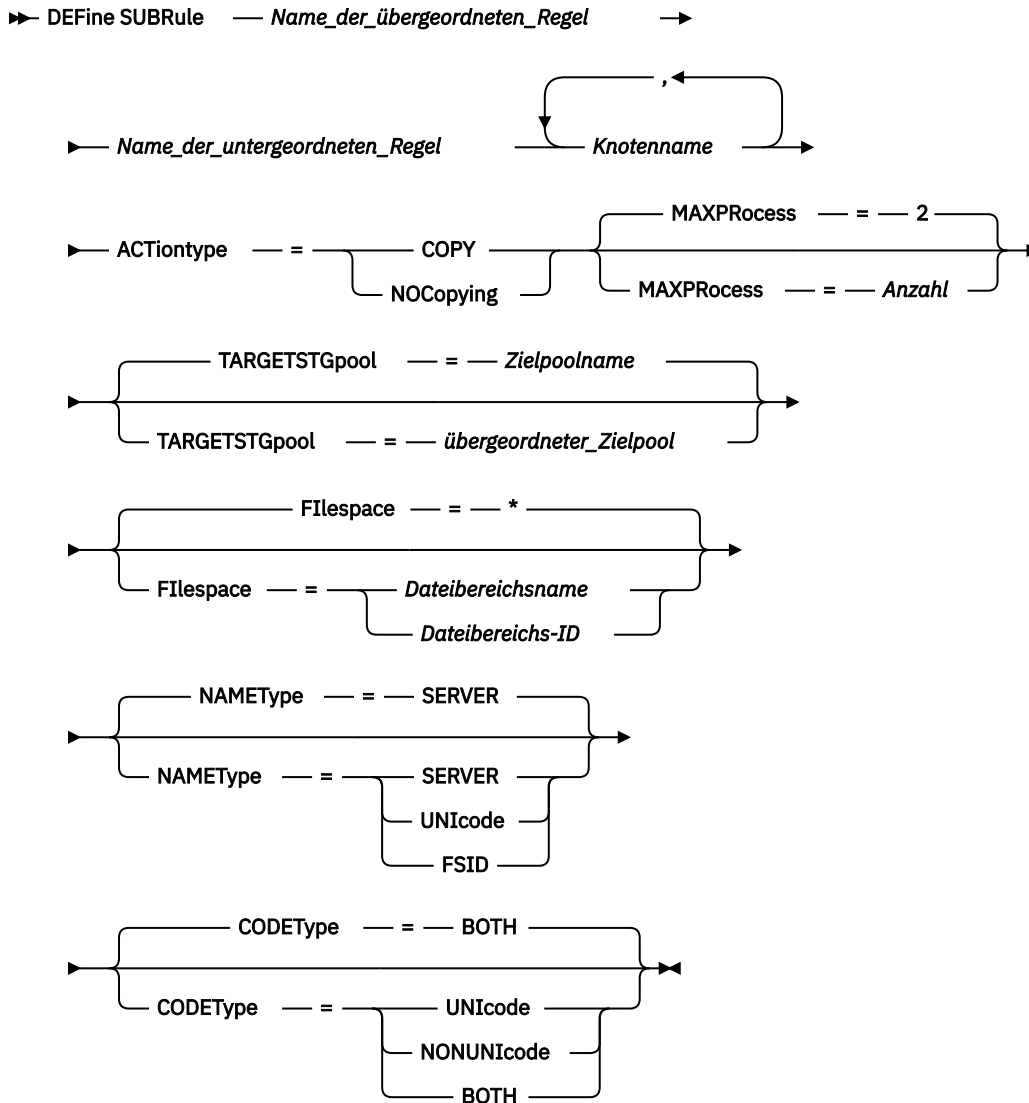 DEFine SUBRule — Name_der_übergeordneten_Regel
,
Name_der_untergeordneten_Regel Knotenname
MAXPRocess = 2
ACTiontype = COPY
NOCopying MAXPRocess = Anzahl
TARGETSTGpool = Zielpoolname
TARGETSTGpool = übergeordneter_Zielpool
FIlespace = *
FIlespace = Dateibereichsname
Dateibereichs-ID
NAMEType = SERVER
NAMEType = SERVER
UNIcode
FSID
CODEType = BOTH
CODEType = UNIcode
NONUNIcode
BOTH